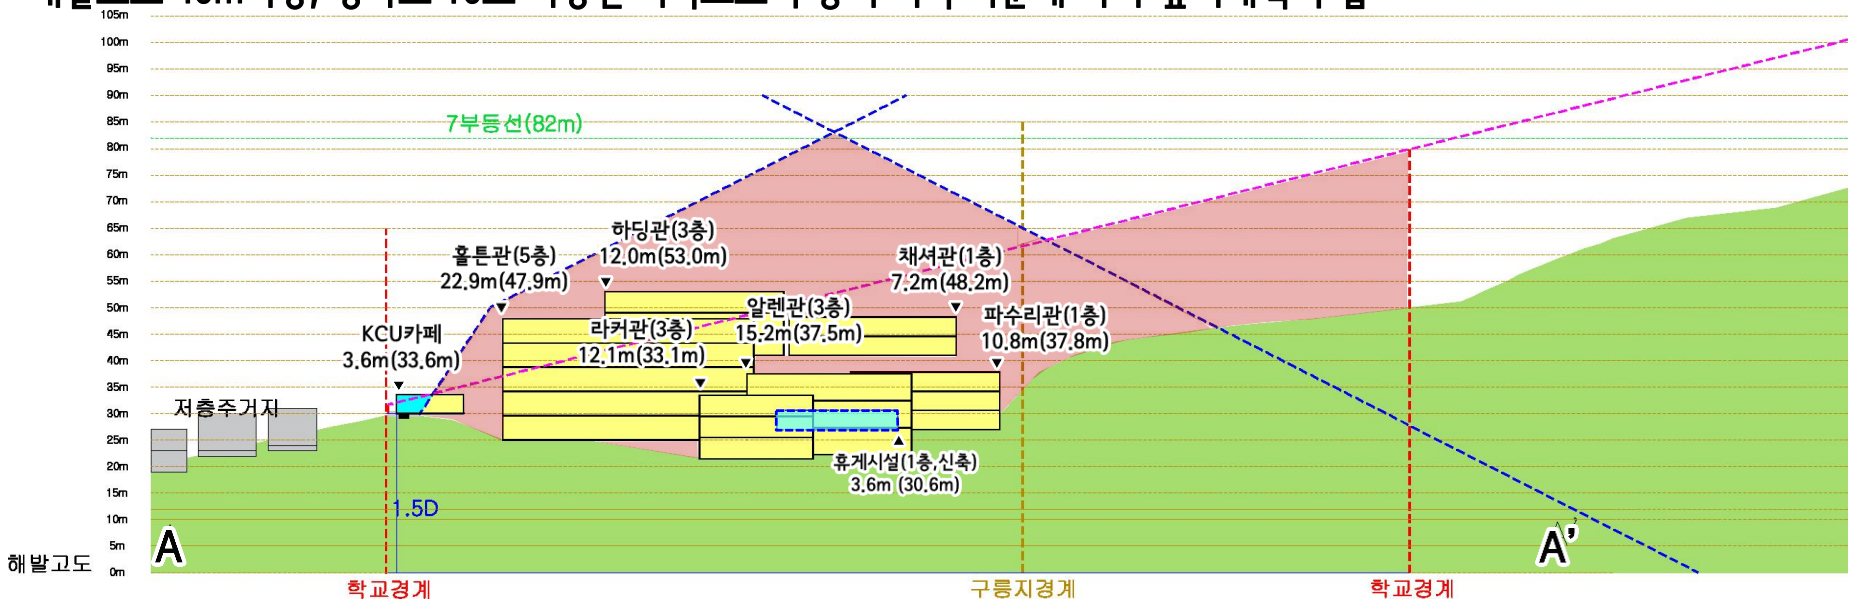 105m
100m
95m
90m
85m
80m
75m
70m
65m
60m
55m
50m
45m
40m
35m
30m
25m
20m
15m
10m
5m
0m
해발고도
7부등선(82m)
하딩관(3층)
12.0m(53.0m)
홀튼관(5층)
22.9m(47.9m)
채셔관(1층)
7.2m(48.2m)
알렌관(3층)
15.2m(37.5m)
라커관(3층)
12.1m(33.1m)
파수리관(1층)
10.8m(37.8m)
KCU카페
3.6m(33.6m)
저층주거지
휴게시설(1층,신축)
3.6m (30.6m)
1.5D
A
A'
학교경계
구릉지경계
학교경계